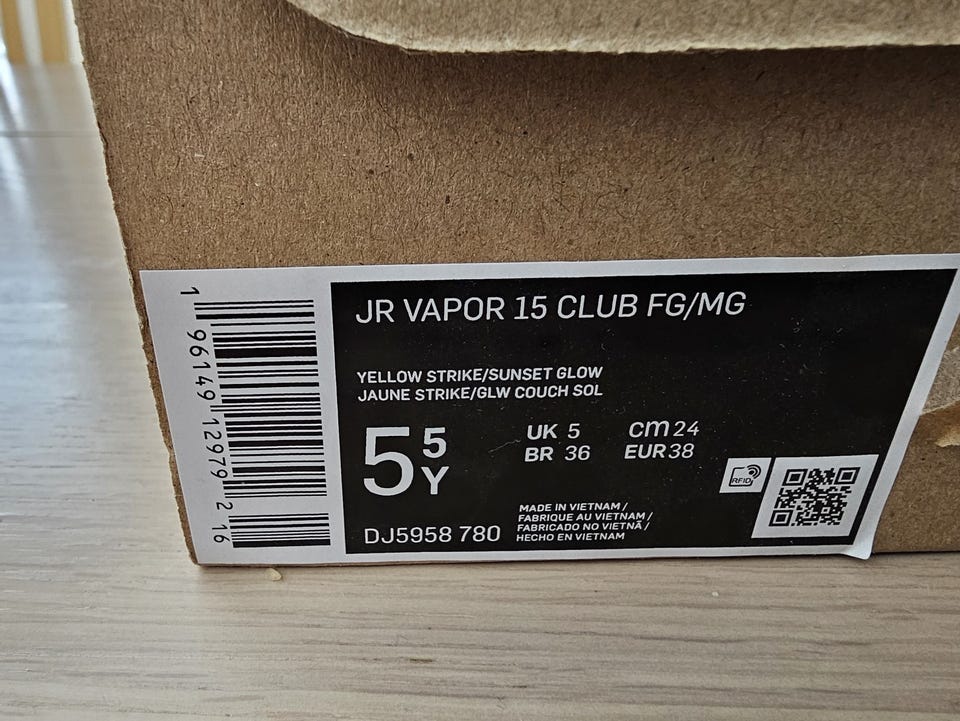 JR VAPOR 15 CLUB FG/MG
YELLOW STRIKE/SUNSET GLOW
JAUNE STRIKE/GLW COUCH SOL
5 5 Y
UK 5 cm 24
BR 36 EUR 38
DJ5958 780
MADE IN VIETNAM /
FABRIQUE AU VIETNAM /
FABRICADO NO VIETNÃ /
HECHO EN VIETNAM
RFID
1 96149 12979 2 16